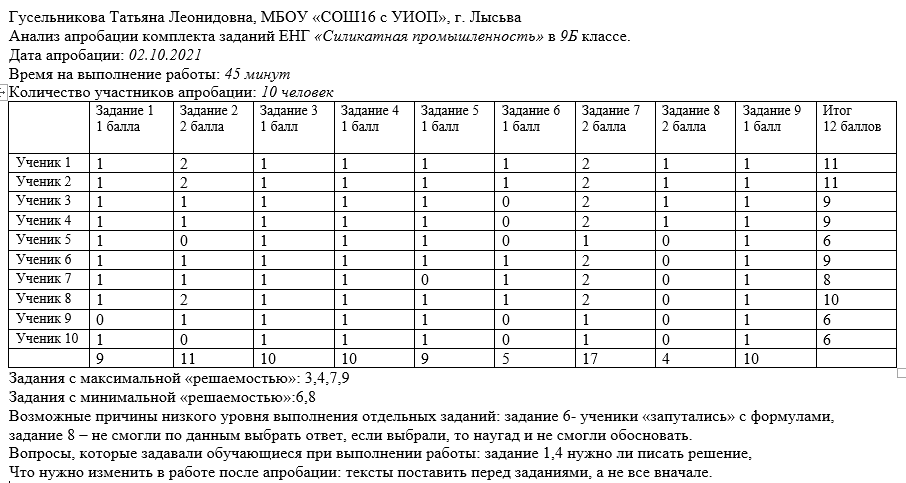 Гусельникова Татьяна Леонидовна, МБОУ «СОШ16 с УИОП», г. Лысьва
Анализ апробации комплекта заданий ЕНГ «Силикатная промышленность» в 9Б классе.
Дата апробации: 02.10.2021
Время на выполнение работы: 45 минут
Количество участников апробации: 10 человек
Задание 1 Задание 2 Задание 3 Задание 4 Задание 5 Задание 6 Задание 7 Задание 8 Задание 9 Итог
1 балла 2 балла 1 балл 1 балл 1 балл 1 балл 2 балла 2 балла 1 балл 12 баллов
Ученик 1 1 2 1 1 1 1 2 1 1 11
Ученик 2 1 2 1 1 1 1 2 1 1 11
Ученик 3 1 1 1 1 1 0 2 1 1 9
Ученик 4 1 1 1 1 1 0 2 1 1 9
Ученик 5 1 0 1 1 1 0 1 0 1 6
Ученик 6 1 1 1 1 1 1 2 0 1 9
Ученик 7 1 1 1 1 0 1 2 0 1 8
Ученик 8 1 2 1 1 1 1 2 0 1 10
Ученик 9 0 1 1 1 1 0 1 0 1 6
Ученик 10 1 0 1 1 1 0 1 0 1 6
9 11 10 10 9 5 17 4 10
Задания с максимальной «решаемостью»: 3,4,7,9
Задания с минимальной «решаемостью»:6,8
Возможные причины низкого уровня выполнения отдельных заданий: задание 6- ученики «запутались» с формулами,
задание 8 – не смогли по данным выбрать ответ, если выбрали, то наугад и не смогли обосновать.
Вопросы, которые задавали обучающиеся при выполнении работы: задание 1,4 нужно ли писать решение,
Что нужно изменить в работе после апробации: тексты поставить перед заданиями, а не все вначале.